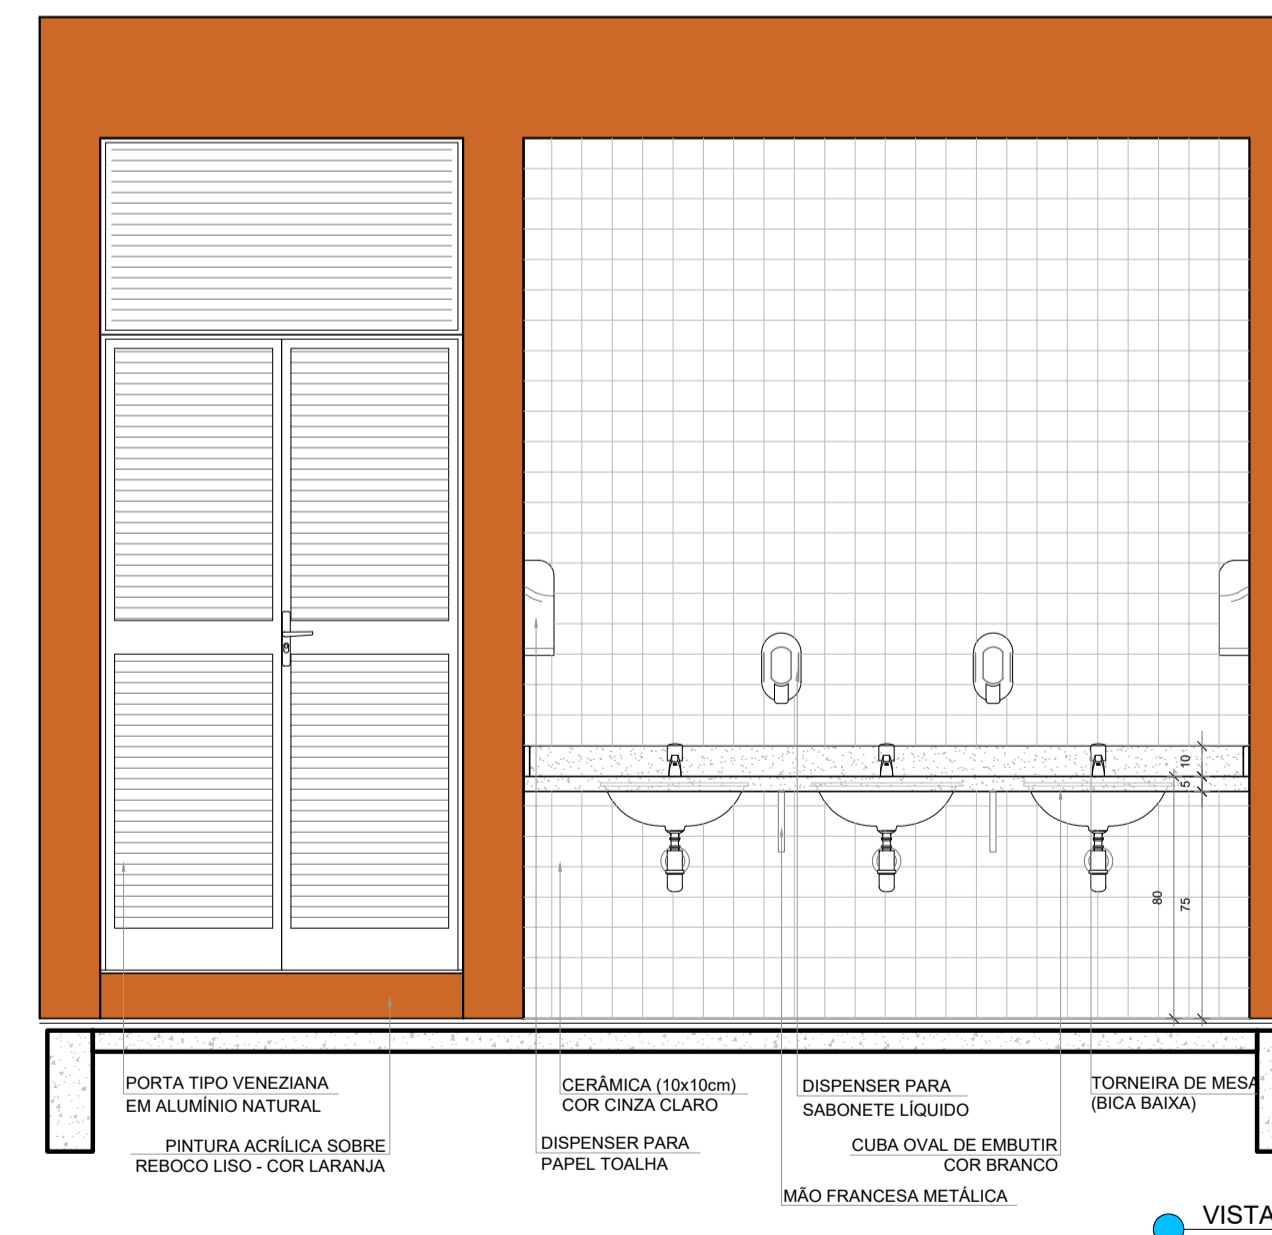 10
5
80
75
PORTA TIPO VENEZIANA
EM ALUMÍNIO NATURAL
PINTURA ACRÍLICA SOBRE
REBOCO LISO - COR LARANJA
CERÂMICA (10x10cm)
COR CINZA CLARO
DISPENSER PARA
PAPEL TOALHA
DISPENSER PARA
SABONETE LÍQUIDO
CUBA OVAL DE EMBUTIR
COR BRANCO
MÃO FRANCESA METÁLICA
TORNEIRA DE MESA
(BICA BAIXA)
VISTA